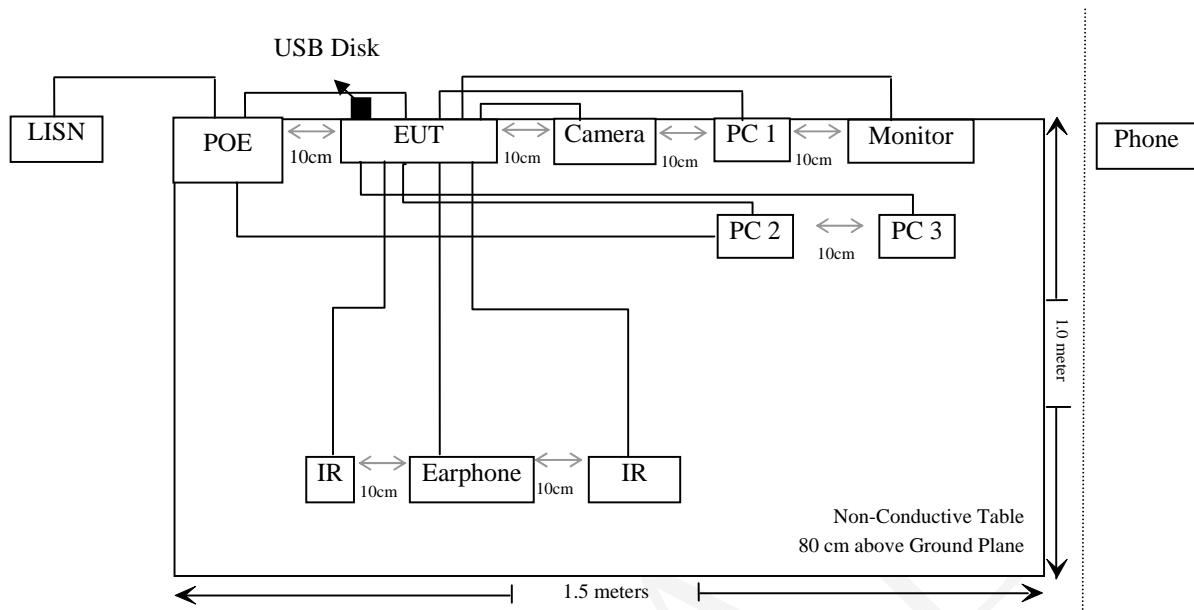 USB Disk
LISN
POE
10cm
EUT
10cm
Camera
10cm
PC 1
10cm
Monitor
Phone
PC 2
10cm
PC 3
1.0 meter
IR
10cm
Earphone
10cm
IR
Non-Conductive Table
80 cm above Ground Plane
1.5 meters